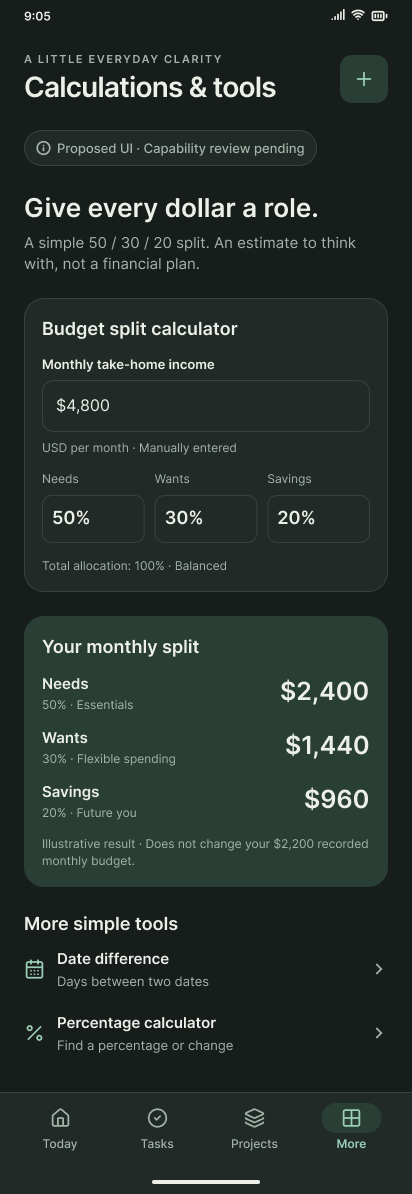 9:05
A LITTLE EVERYDAY CLARITY
Calculations & tools
Proposed UI · Capability review pending
Give every dollar a role.
A simple 50 / 30 / 20 split. An estimate to think
with, not a financial plan.
Budget split calculator
Monthly take-home income
$4,800
USD per month · Manually entered
Needs Wants Savings
50% 30% 20%
Total allocation: 100% · Balanced
Your monthly split
Needs $2,400
50% · Essentials
Wants $1,440
30% · Flexible spending
Savings $960
20% · Future you
Illustrative result · Does not change your $2,200 recorded
monthly budget.
More simple tools
Date difference
Days between two dates
Percentage calculator
Find a percentage or change
Today Tasks Projects More